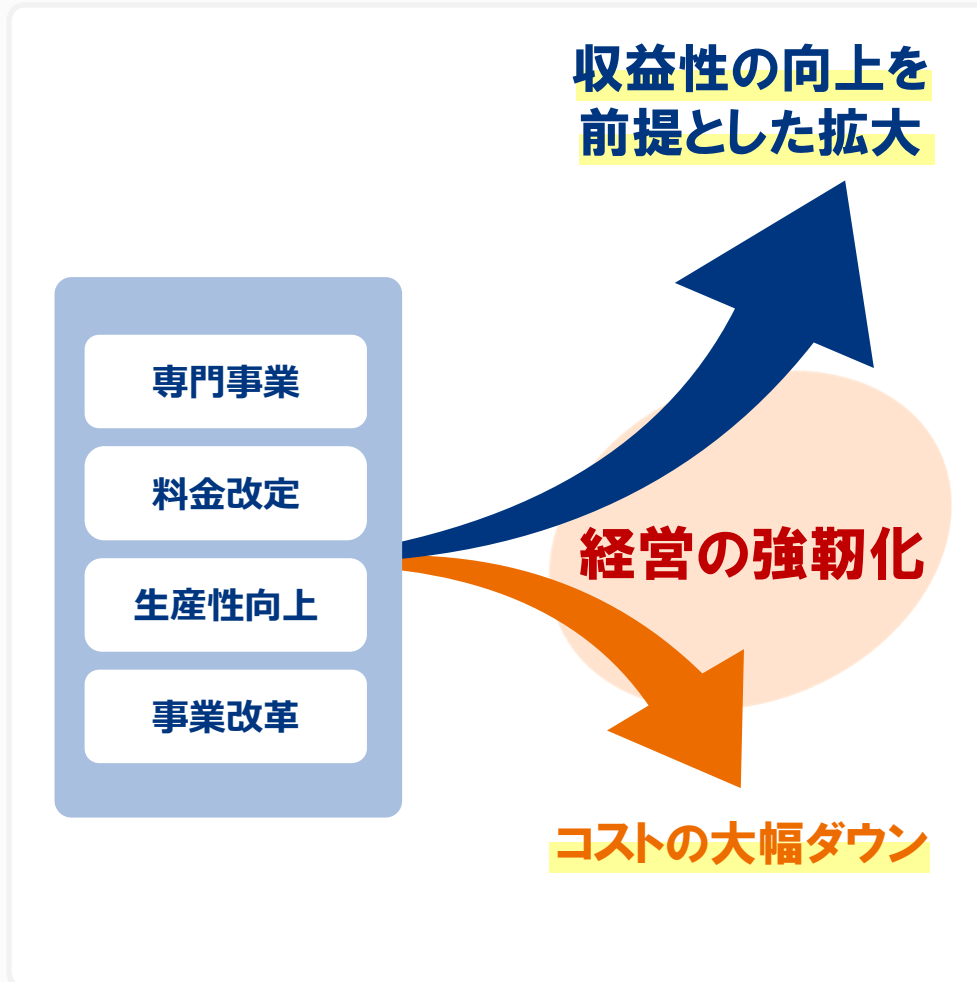 収益性の向上を
前提とした拡大
専門事業
料金改定
生産性向上
事業改革
経営の強靭化
コストの大幅ダウン